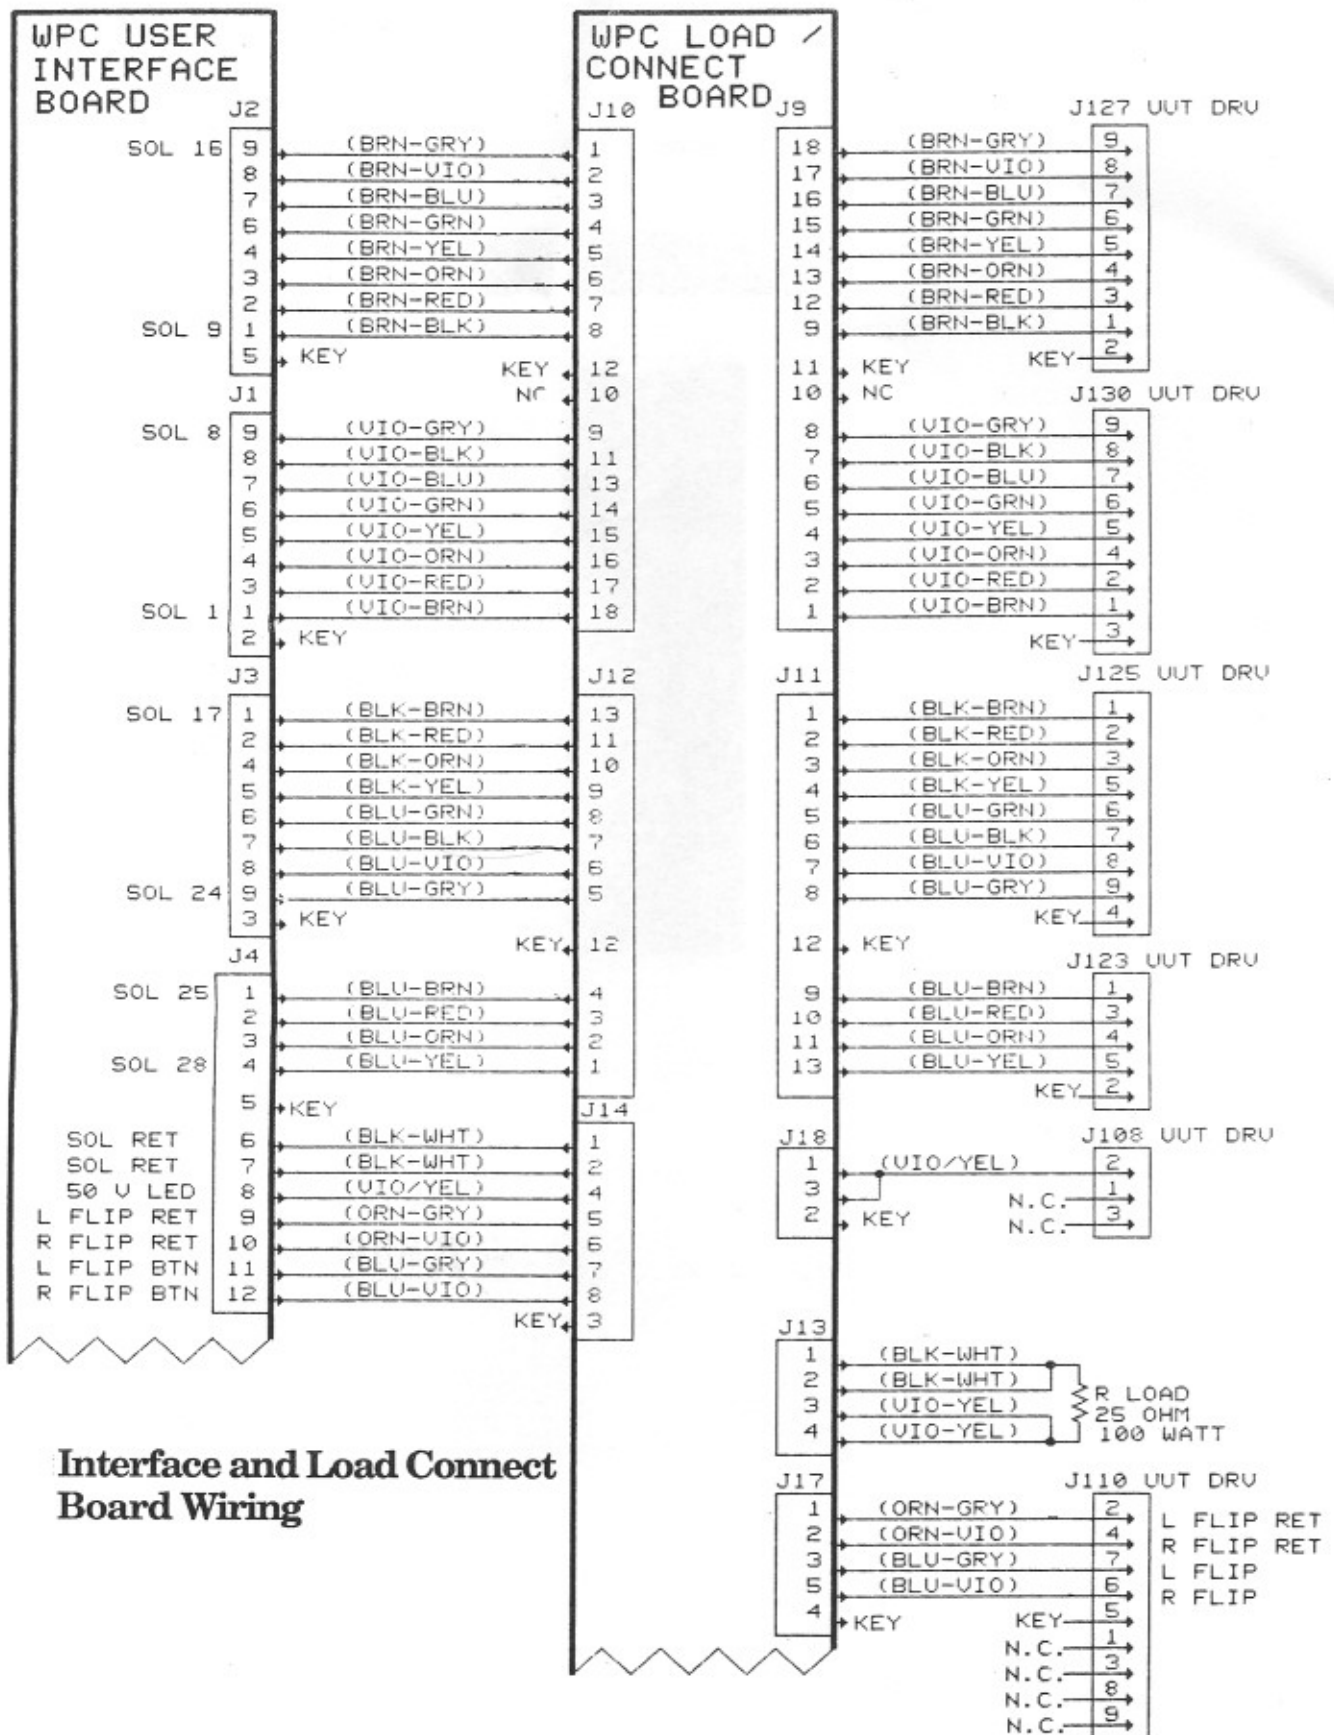 WPC USER
INTERFACE
BOARD
J2
SOL 16 9 (BRN-GRY)
8 (BRN-VIO)
7 (BRN-BLU)
6 (BRN-GRN)
4 (BRN-YEL)
3 (BRN-ORN)
2 (BRN-RED)
SOL 9 1 (BRN-BLK)
5 KEY
J1
SOL 8 9 (VIO-GRY)
8 (VIO-BLK)
7 (VIO-BLU)
6 (VIO-GRN)
5 (VIO-YEL)
4 (VIO-ORN)
3 (VIO-RED)
SOL 1 1 (VIO-BRN)
2 KEY
J3
SOL 17 1 (BLK-BRN)
2 (BLK-RED)
4 (BLK-ORN)
5 (BLK-YEL)
6 (BLU-GRN)
7 (BLU-BLK)
8 (BLU-VIO)
SOL 24 9 (BLU-GRY)
3 KEY
J4
SOL 25 1 (BLU-BRN)
2 (BLU-RED)
3 (BLU-ORN)
SOL 28 4 (BLU-YEL)
5 KEY
SOL RET 6 (BLK-WHT)
SOL RET 7 (BLK-WHT)
50 V LED 8 (VIO/YEL)
L FLIP RET 9 (ORN-GRY)
R FLIP RET 10 (ORN-VIO)
L FLIP BTN 11 (BLU-GRY)
R FLIP BTN 12 (BLU-VIO)
WPC LOAD /
CONNECT
BOARD
J10
1
2
3
4
5
6
7
8
KEY 12
NC 10
9
11
13
14
15
16
17
18
J12
13
11
10
9
8
7
6
5
KEY 12
4
3
2
1
J14
1
2
4
5
6
7
8
KEY 3
J9 J127 UUT DRV
18 (BRN-GRY) 9
17 (BRN-VIO) 8
16 (BRN-BLU) 7
15 (BRN-GRN) 6
14 (BRN-YEL) 5
13 (BRN-ORN) 4
12 (BRN-RED) 3
9 (BRN-BLK) 1
11 KEY KEY 2
10 NC J130 UUT DRV
8 (VIO-GRY) 9
7 (VIO-BLK) 8
6 (VIO-BLU) 7
5 (VIO-GRN) 6
4 (VIO-YEL) 5
3 (VIO-ORN) 4
2 (VIO-RED) 2
1 (VIO-BRN) 1
KEY 3
J11 J125 UUT DRV
1 (BLK-BRN) 1
2 (BLK-RED) 2
3 (BLK-ORN) 3
4 (BLK-YEL) 5
5 (BLU-GRN) 6
6 (BLU-BLK) 7
7 (BLU-VIO) 8
8 (BLU-GRY) 9
KEY 4
12 KEY
J123 UUT DRV
9 (BLU-BRN) 1
10 (BLU-RED) 3
11 (BLU-ORN) 4
13 (BLU-YEL) 5
KEY 2
J18 J108 UUT DRV
1 (VIO/YEL) 2
3 N.C. 1
2 KEY N.C. 3
J13
1 (BLK-WHT)
2 (BLK-WHT)
3 (VIO-YEL)
4 (VIO-YEL)
R LOAD
25 OHM
100 WATT
J17 J110 UUT DRV
1 (ORN-GRY) 2 L FLIP RET
2 (ORN-VIO) 4 R FLIP RET
3 (BLU-GRY) 7 L FLIP
5 (BLU-VIO) 6 R FLIP
4 KEY KEY 5
N.C. 1
N.C. 3
N.C. 8
N.C. 9
Interface and Load Connect
Board Wiring